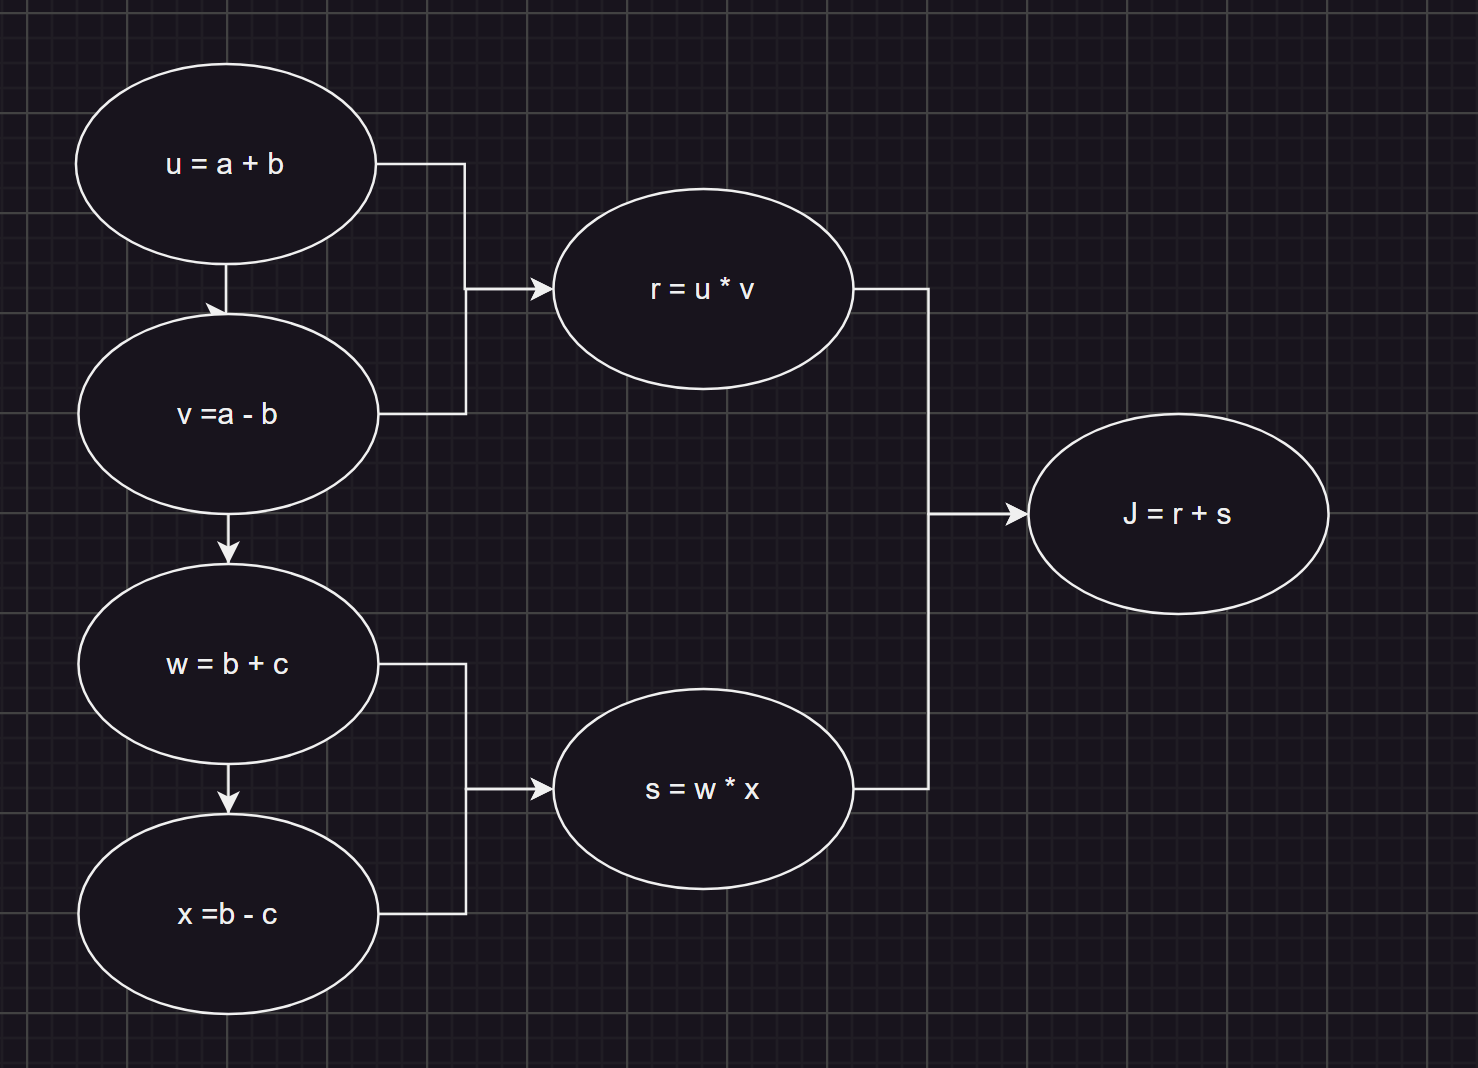 u = a + b
v =a - b
w = b + c
x =b - c
r = u * v
s = w * x
J = r + s